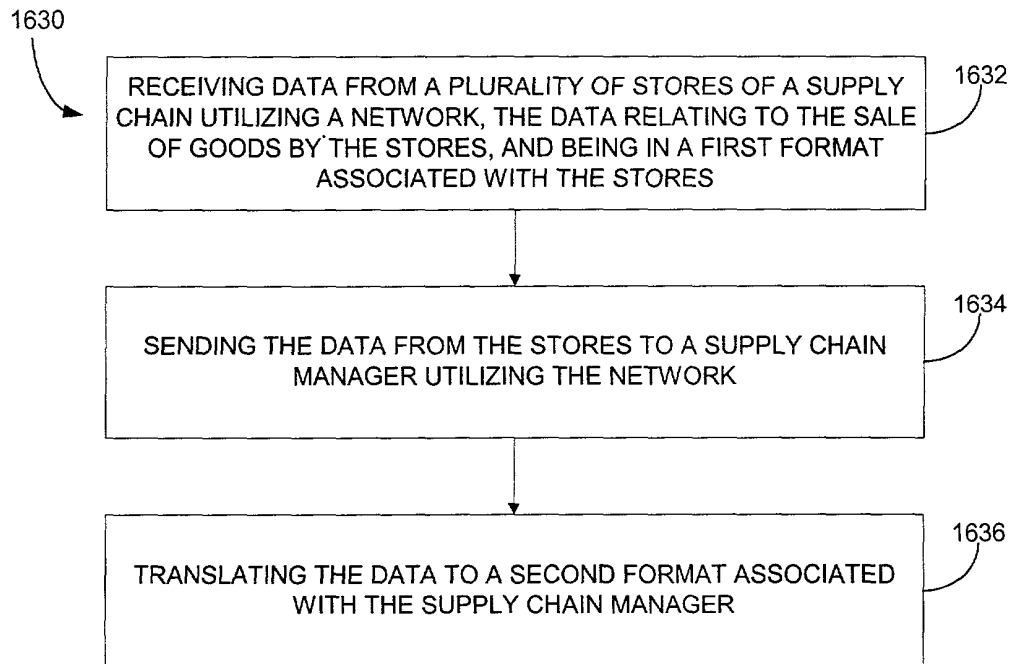 1630
RECEIVING DATA FROM A PLURALITY OF STORES OF A SUPPLY
CHAIN UTILIZING A NETWORK, THE DATA RELATING TO THE SALE
OF GOODS BY THE STORES, AND BEING IN A FIRST FORMAT
ASSOCIATED WITH THE STORES
1632
SENDING THE DATA FROM THE STORES TO A SUPPLY CHAIN
MANAGER UTILIZING THE NETWORK
1634
TRANSLATING THE DATA TO A SECOND FORMAT ASSOCIATED
WITH THE SUPPLY CHAIN MANAGER
1636